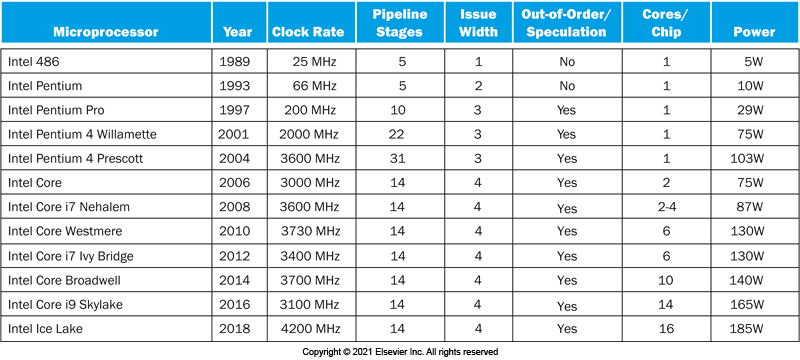 Microprocessor Year Clock Rate Pipeline Stages Issue Width Out-of-Order/ Speculation Cores/ Chip Power
Intel 486 1989 25 MHz 5 1 No 1 5W
Intel Pentium 1993 66 MHz 5 2 No 1 10W
Intel Pentium Pro 1997 200 MHz 10 3 Yes 1 29W
Intel Pentium 4 Willamette 2001 2000 MHz 22 3 Yes 1 75W
Intel Pentium 4 Prescott 2004 3600 MHz 31 3 Yes 1 103W
Intel Core 2006 3000 MHz 14 4 Yes 2 75W
Intel Core i7 Nehalem 2008 3600 MHz 14 4 Yes 2-4 87W
Intel Core Westmere 2010 3730 MHz 14 4 Yes 6 130W
Intel Core i7 Ivy Bridge 2012 3400 MHz 14 4 Yes 6 130W
Intel Core Broadwell 2014 3700 MHz 14 4 Yes 10 140W
Intel Core i9 Skylake 2016 3100 MHz 14 4 Yes 14 165W
Intel Ice Lake 2018 4200 MHz 14 4 Yes 16 185W
Copyright © 2021 Elsevier Inc. All rights reserved